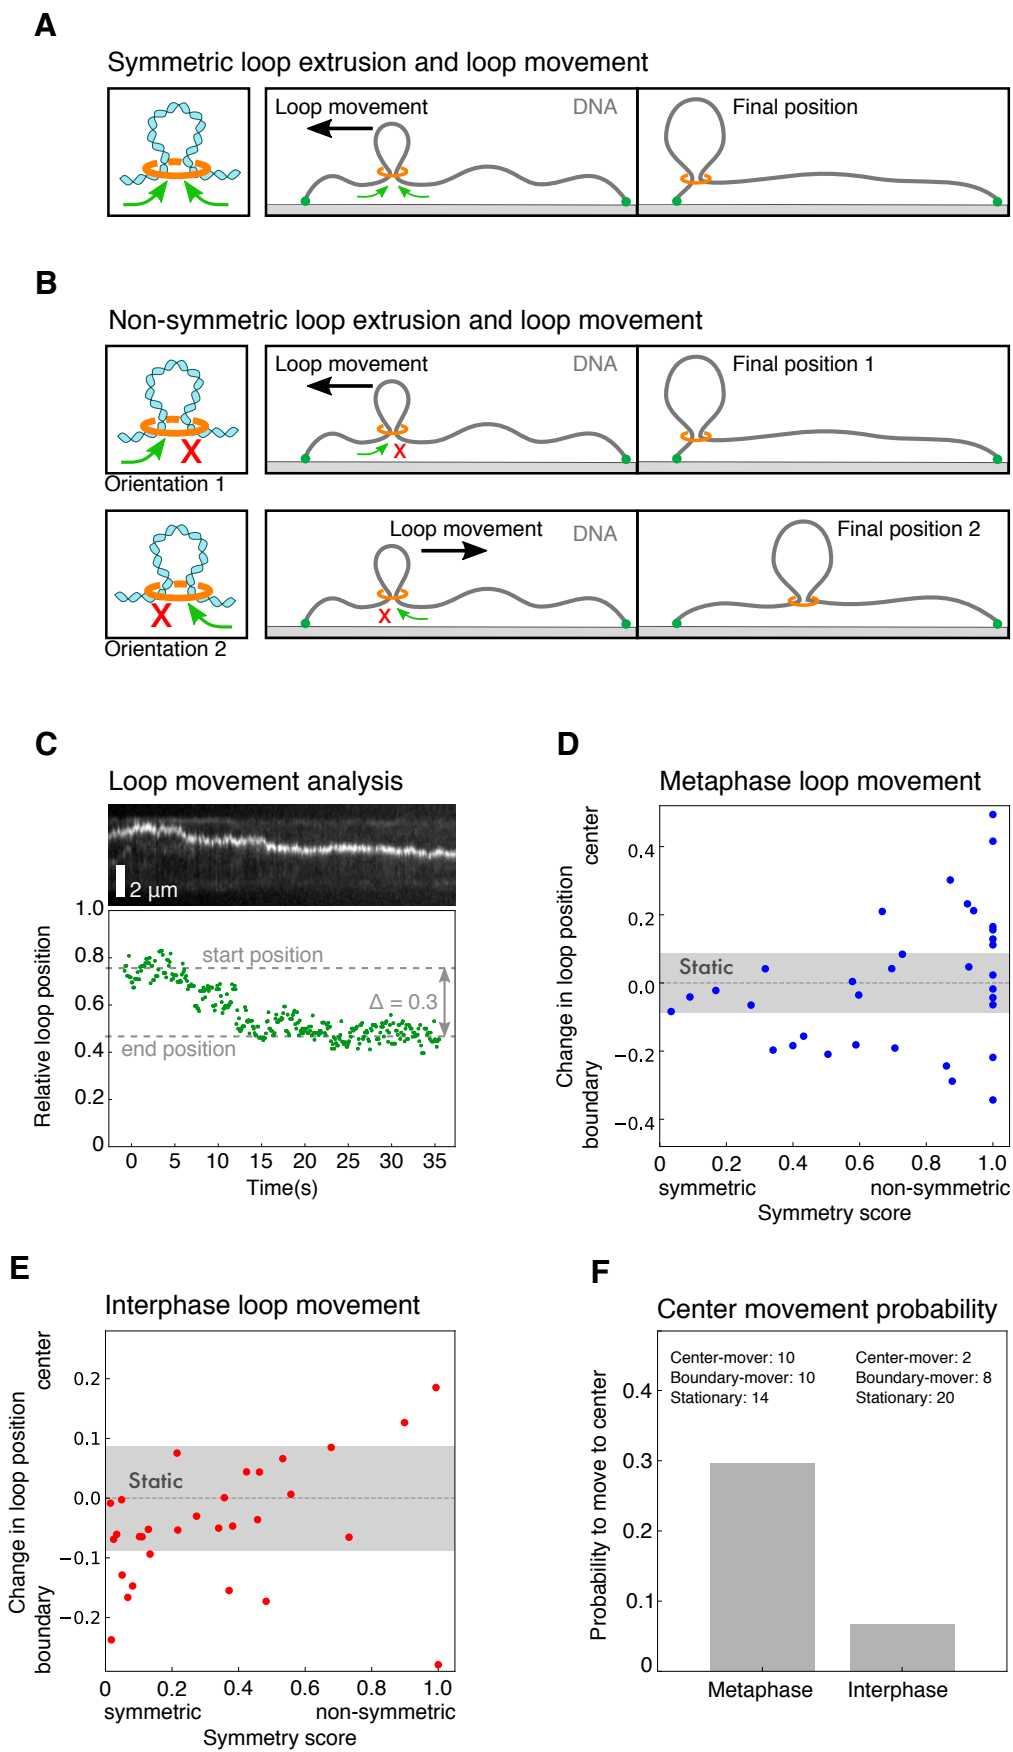 A
Symmetric loop extrusion and loop movement
Loop movement
DNA
Final position
B
Non-symmetric loop extrusion and loop movement
Loop movement
DNA
Final position 1
X
X
Orientation 1
Loop movement
DNA
Final position 2
X
X
Orientation 2
C
Loop movement analysis
2 μm
Relative loop position
1.0
0.8
0.6
0.4
0.2
0
start position
Δ = 0.3
end position
0 5 10 15 20 25 30 35
Time(s)
D
Metaphase loop movement
center
Change in loop position
boundary
0.4
0.2
0.0
−0.2
−0.4
Static
0 0.2 0.4 0.6 0.8 1.0
symmetric non-symmetric
Symmetry score
E
Interphase loop movement
center
Change in loop position
boundary
0.2
0.1
0.0
−0.1
−0.2
Static
0 0.2 0.4 0.6 0.8 1.0
symmetric non-symmetric
Symmetry score
F
Center movement probability
Probability to move to center
0.4
0.3
0.2
0.1
0
Center-mover: 10
Boundary-mover: 10
Stationary: 14
Center-mover: 2
Boundary-mover: 8
Stationary: 20
Metaphase Interphase